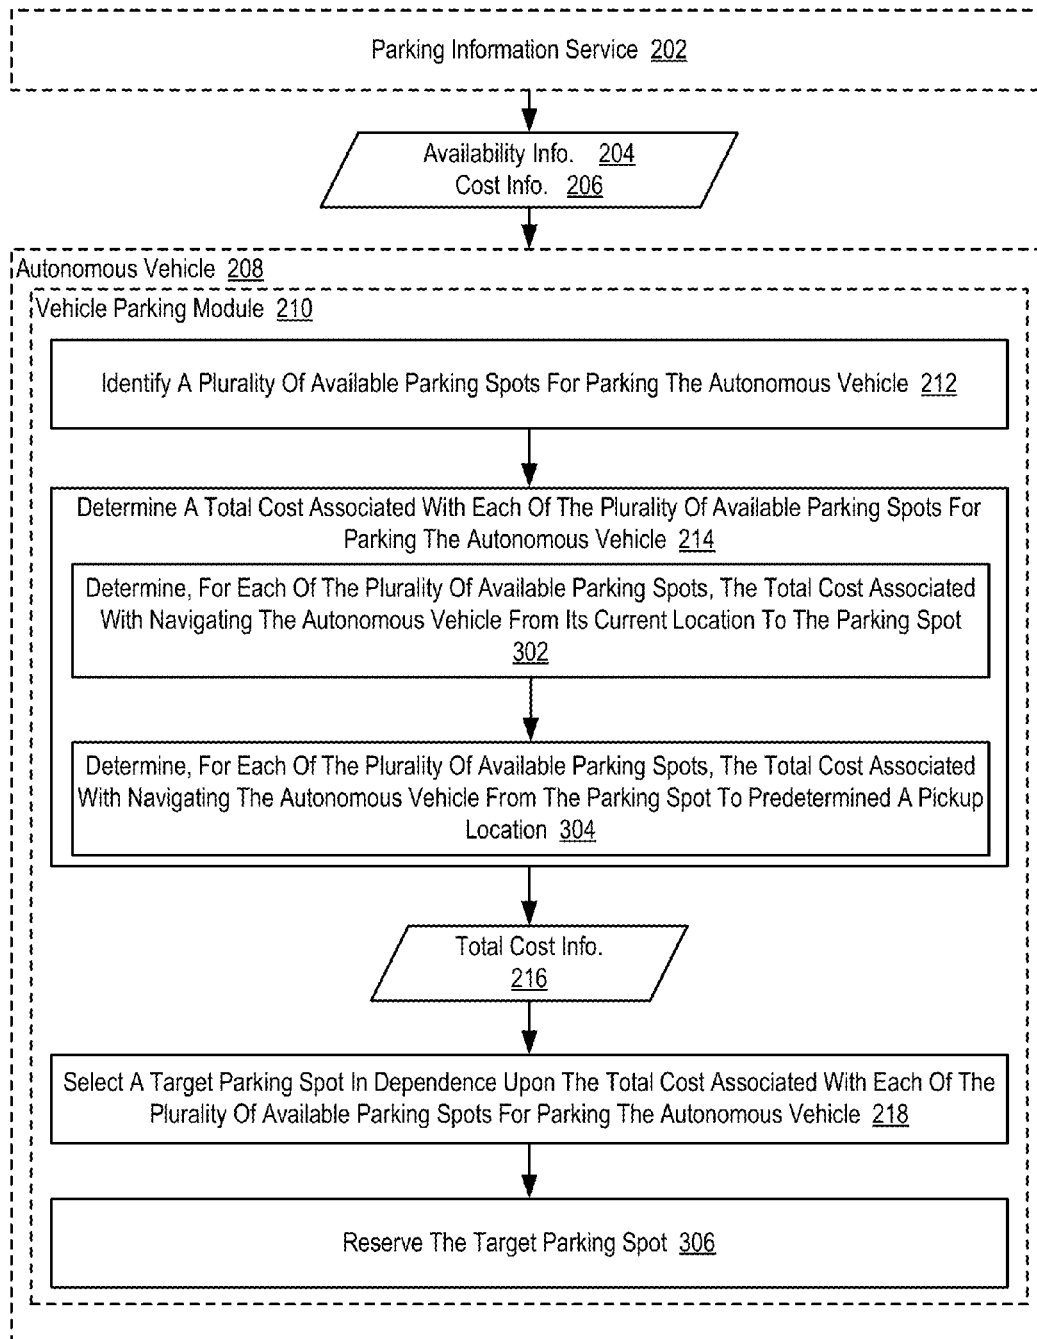 Parking Information Service 202
Availability Info. 204
Cost Info. 206
Autonomous Vehicle 208
Vehicle Parking Module 210
Identify A Plurality Of Available Parking Spots For Parking The Autonomous Vehicle 212
Determine A Total Cost Associated With Each Of The Plurality Of Available Parking Spots For
Parking The Autonomous Vehicle 214
Determine, For Each Of The Plurality Of Available Parking Spots, The Total Cost Associated
With Navigating The Autonomous Vehicle From Its Current Location To The Parking Spot
302
Determine, For Each Of The Plurality Of Available Parking Spots, The Total Cost Associated
With Navigating The Autonomous Vehicle From The Parking Spot To Predetermined A Pickup
Location 304
Total Cost Info.
216
Select A Target Parking Spot In Dependence Upon The Total Cost Associated With Each Of The
Plurality Of Available Parking Spots For Parking The Autonomous Vehicle 218
Reserve The Target Parking Spot 306